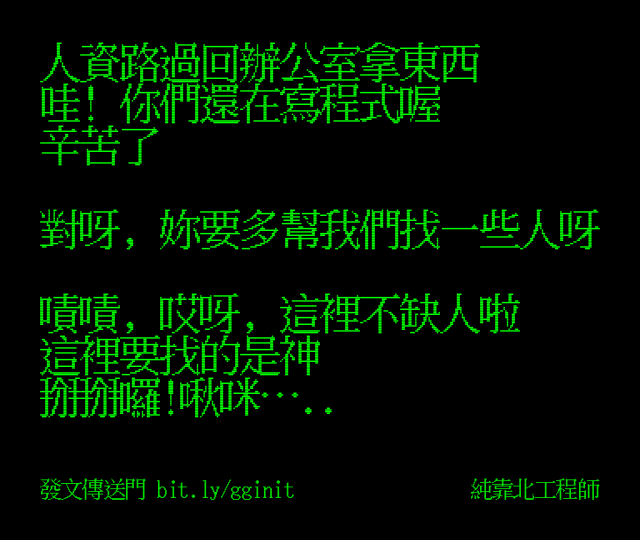 人資路過回辦公室拿東西
哇! 你們還在寫程式喔
辛苦了
對呀, 妳要多幫我們找一些人呀
嘖嘖, 哎呀, 這裡不缺人啦
這裡要找的是神
掰掰囉!啾咪…..
發文傳送門 bit.ly/gginit
純靠北工程師